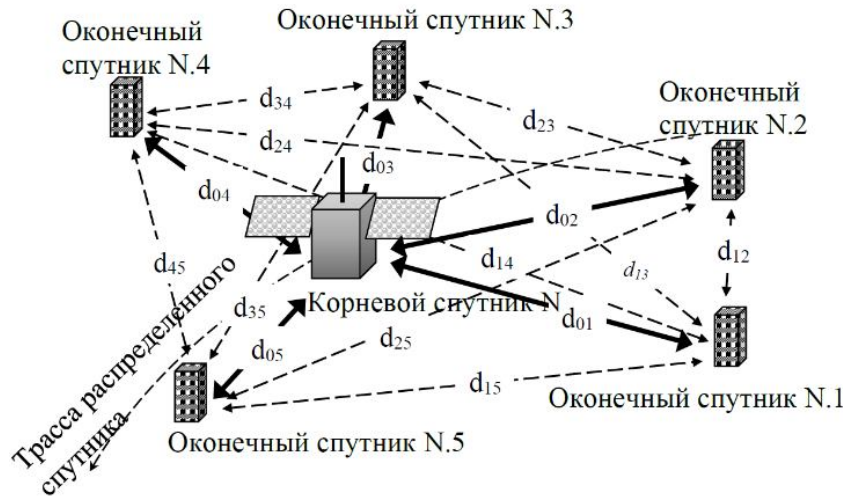 Оконечный спутник N.3
Оконечный
спутник N.4
Оконечный
спутник N.2
d34
d23
d24
d03
d04
d02
d12
d14
d13
d45
d35
Корневой спутник N
d01
d05
d25
d15
Оконечный спутник N.1
Оконечный спутник N.5
Трасса распределенного
спутника